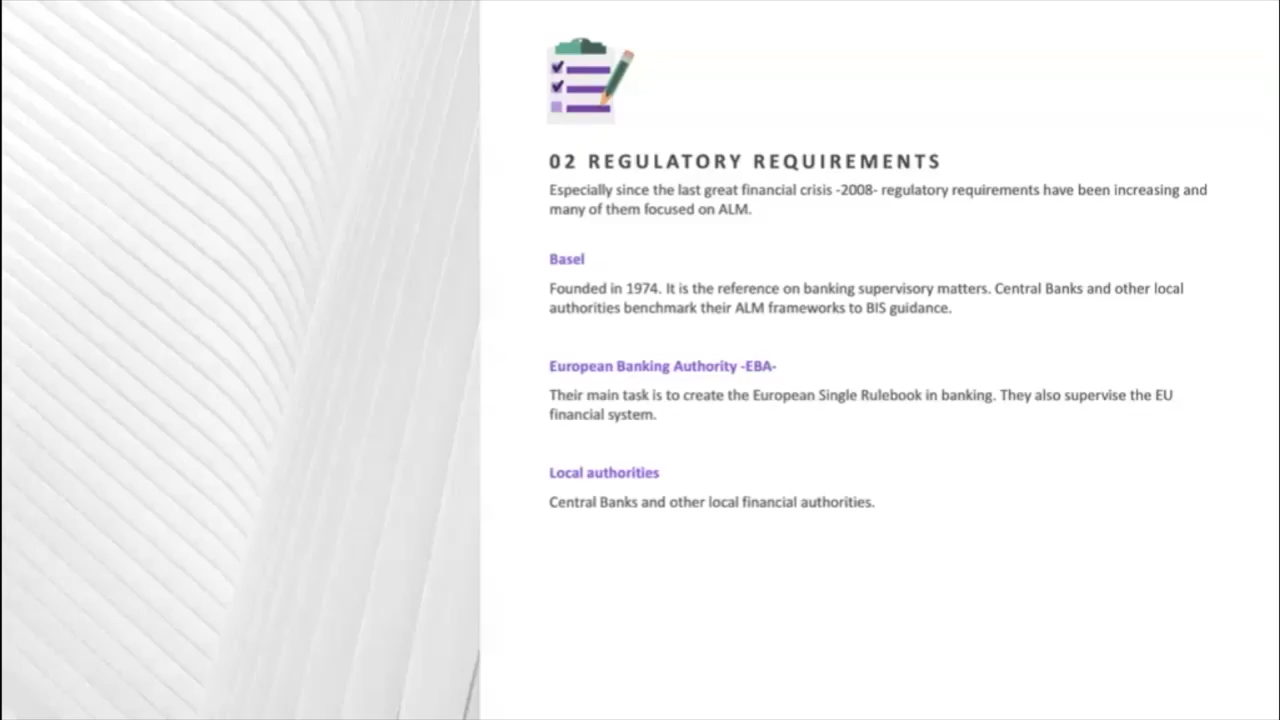 02 REGULATORY REQUIREMENTS
Especially since the last great financial crisis -2008- regulatory requirements have been increasing and
many of them focused on ALM.
Basel
Founded in 1974. It is the reference on banking supervisory matters. Central Banks and other local
authorities benchmark their ALM frameworks to BIS guidance.
European Banking Authority -EBA-
Their main task is to create the European Single Rulebook in banking. They also supervise the EU
financial system.
Local authorities
Central Banks and other local financial authorities.